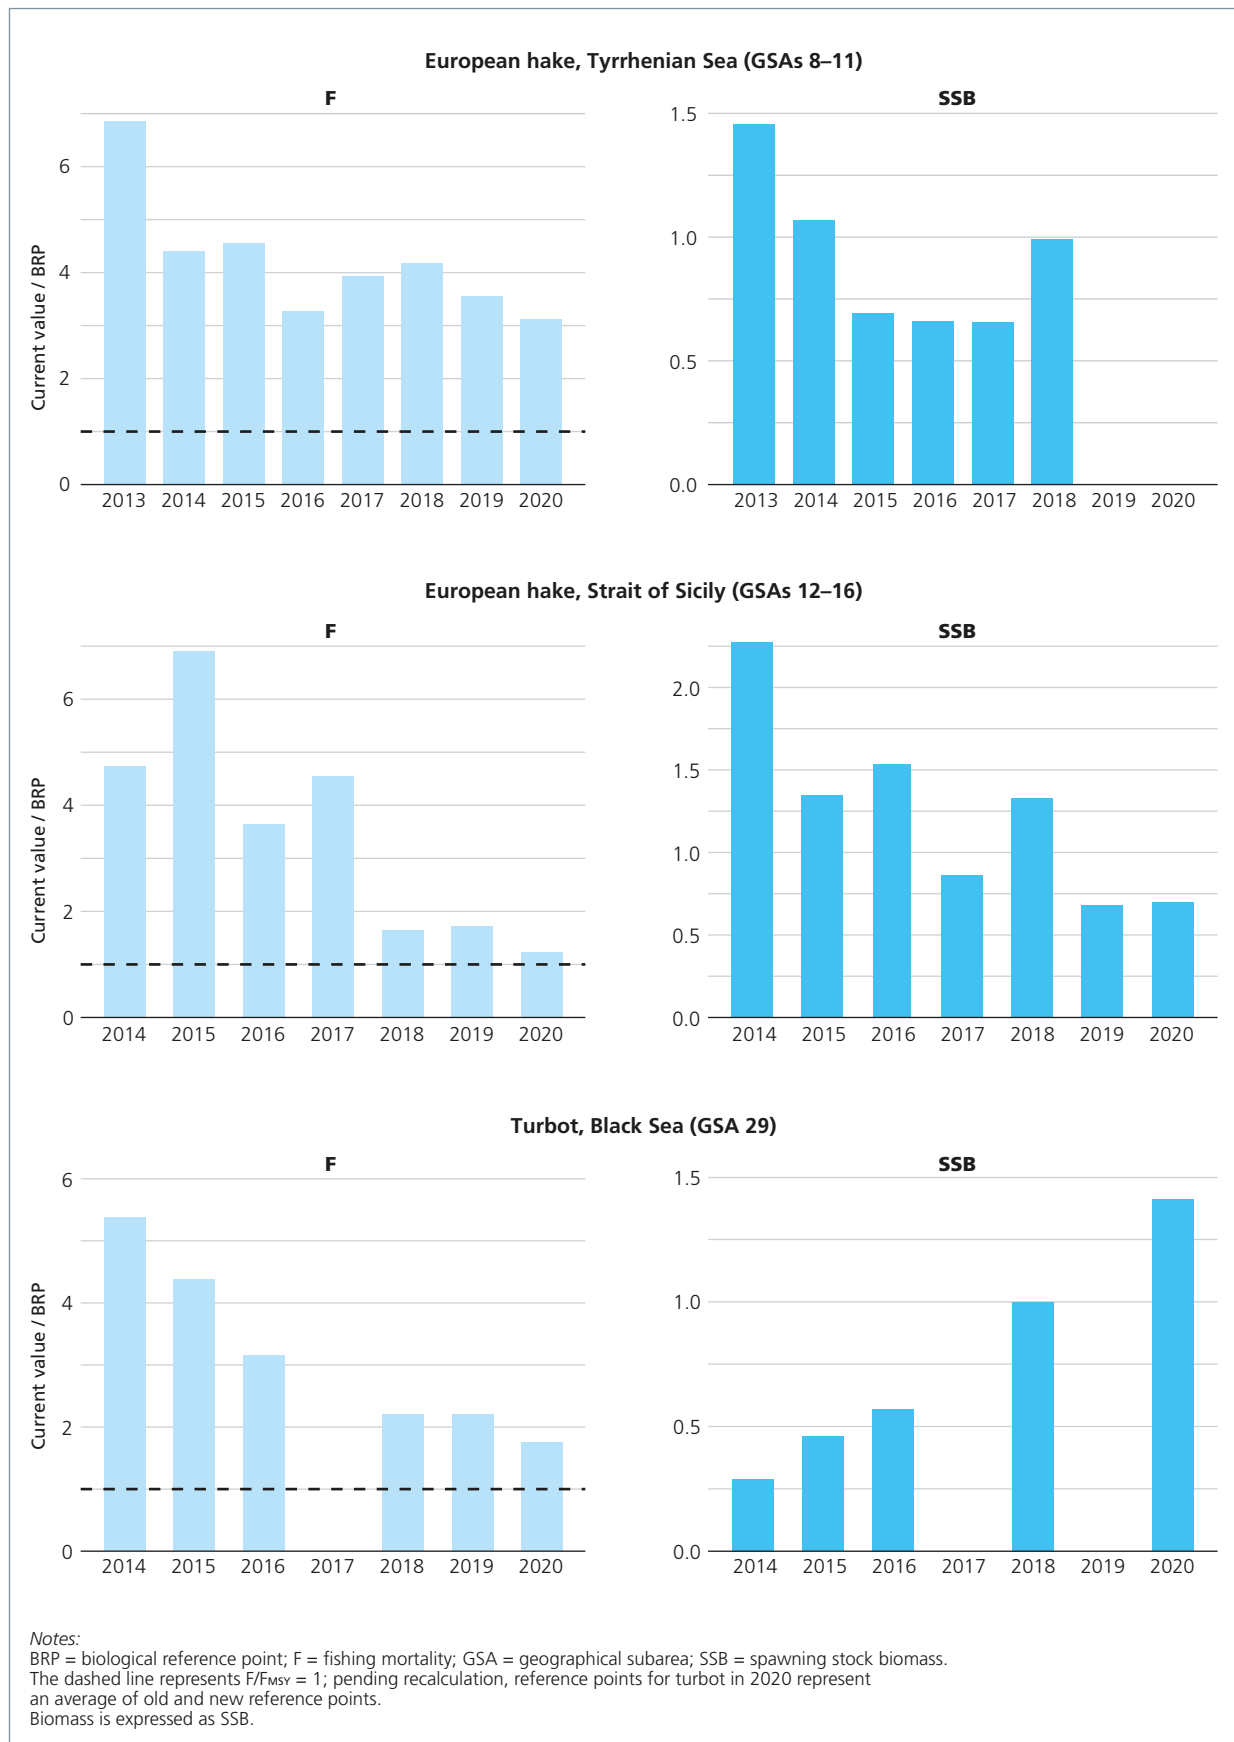 European hake, Tyrrhenian Sea (GSAs 8–11)
F
SSB
Current value / BRP
6
4
2
0
2013 2014 2015 2016 2017 2018 2019 2020
1.5
1.0
0.5
0.0
2013 2014 2015 2016 2017 2018 2019 2020
European hake, Strait of Sicily (GSAs 12–16)
F
SSB
Current value / BRP
6
4
2
0
2014 2015 2016 2017 2018 2019 2020
2.0
1.5
1.0
0.5
0.0
2014 2015 2016 2017 2018 2019 2020
Turbot, Black Sea (GSA 29)
F
SSB
Current value / BRP
6
4
2
0
2014 2015 2016 2017 2018 2019 2020
1.5
1.0
0.5
0.0
2014 2015 2016 2017 2018 2019 2020
Notes:
BRP = biological reference point; F = fishing mortality; GSA = geographical subarea; SSB = spawning stock biomass.
The dashed line represents F/FMSY = 1; pending recalculation, reference points for turbot in 2020 represent
an average of old and new reference points.
Biomass is expressed as SSB.